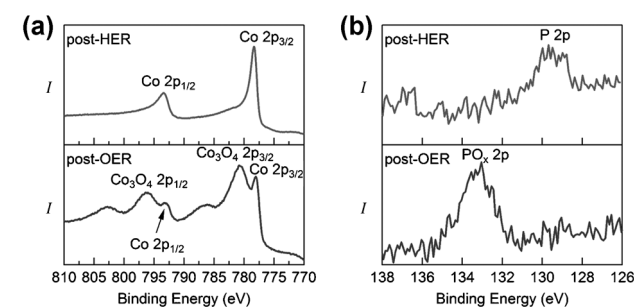 (a)
post-HER
Co 2p3/2
Co 2p1/2
I
post-OER
Co3O4 2p3/2
Co 2p3/2
Co3O4 2p1/2
Co 2p1/2
I
810 805 800 795 790 785 780 775 770
Binding Energy (eV)
(b)
post-HER
P 2p
I
post-OER
POx 2p
I
138 136 134 132 130 128 126
Binding Energy (eV)